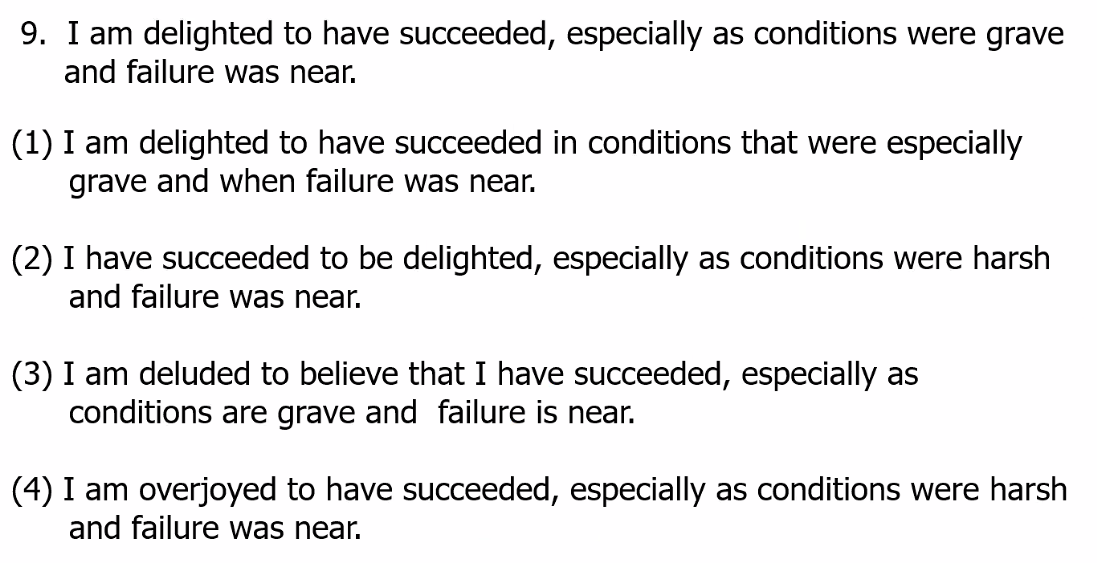 9. I am delighted to have succeeded, especially as conditions were grave
and failure was near.
(1) I am delighted to have succeeded in conditions that were especially
grave and when failure was near.
(2) I have succeeded to be delighted, especially as conditions were harsh
and failure was near.
(3) I am deluded to believe that I have succeeded, especially as
conditions are grave and failure is near.
(4) I am overjoyed to have succeeded, especially as conditions were harsh
and failure was near.